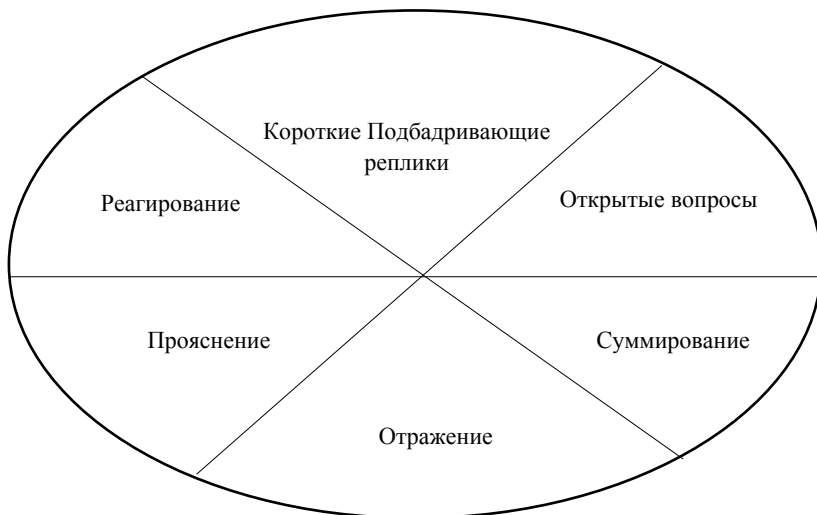 Короткие Подбадривающие
реплики
Реагирование
Открытые вопросы
Прояснение
Суммирование
Отражение